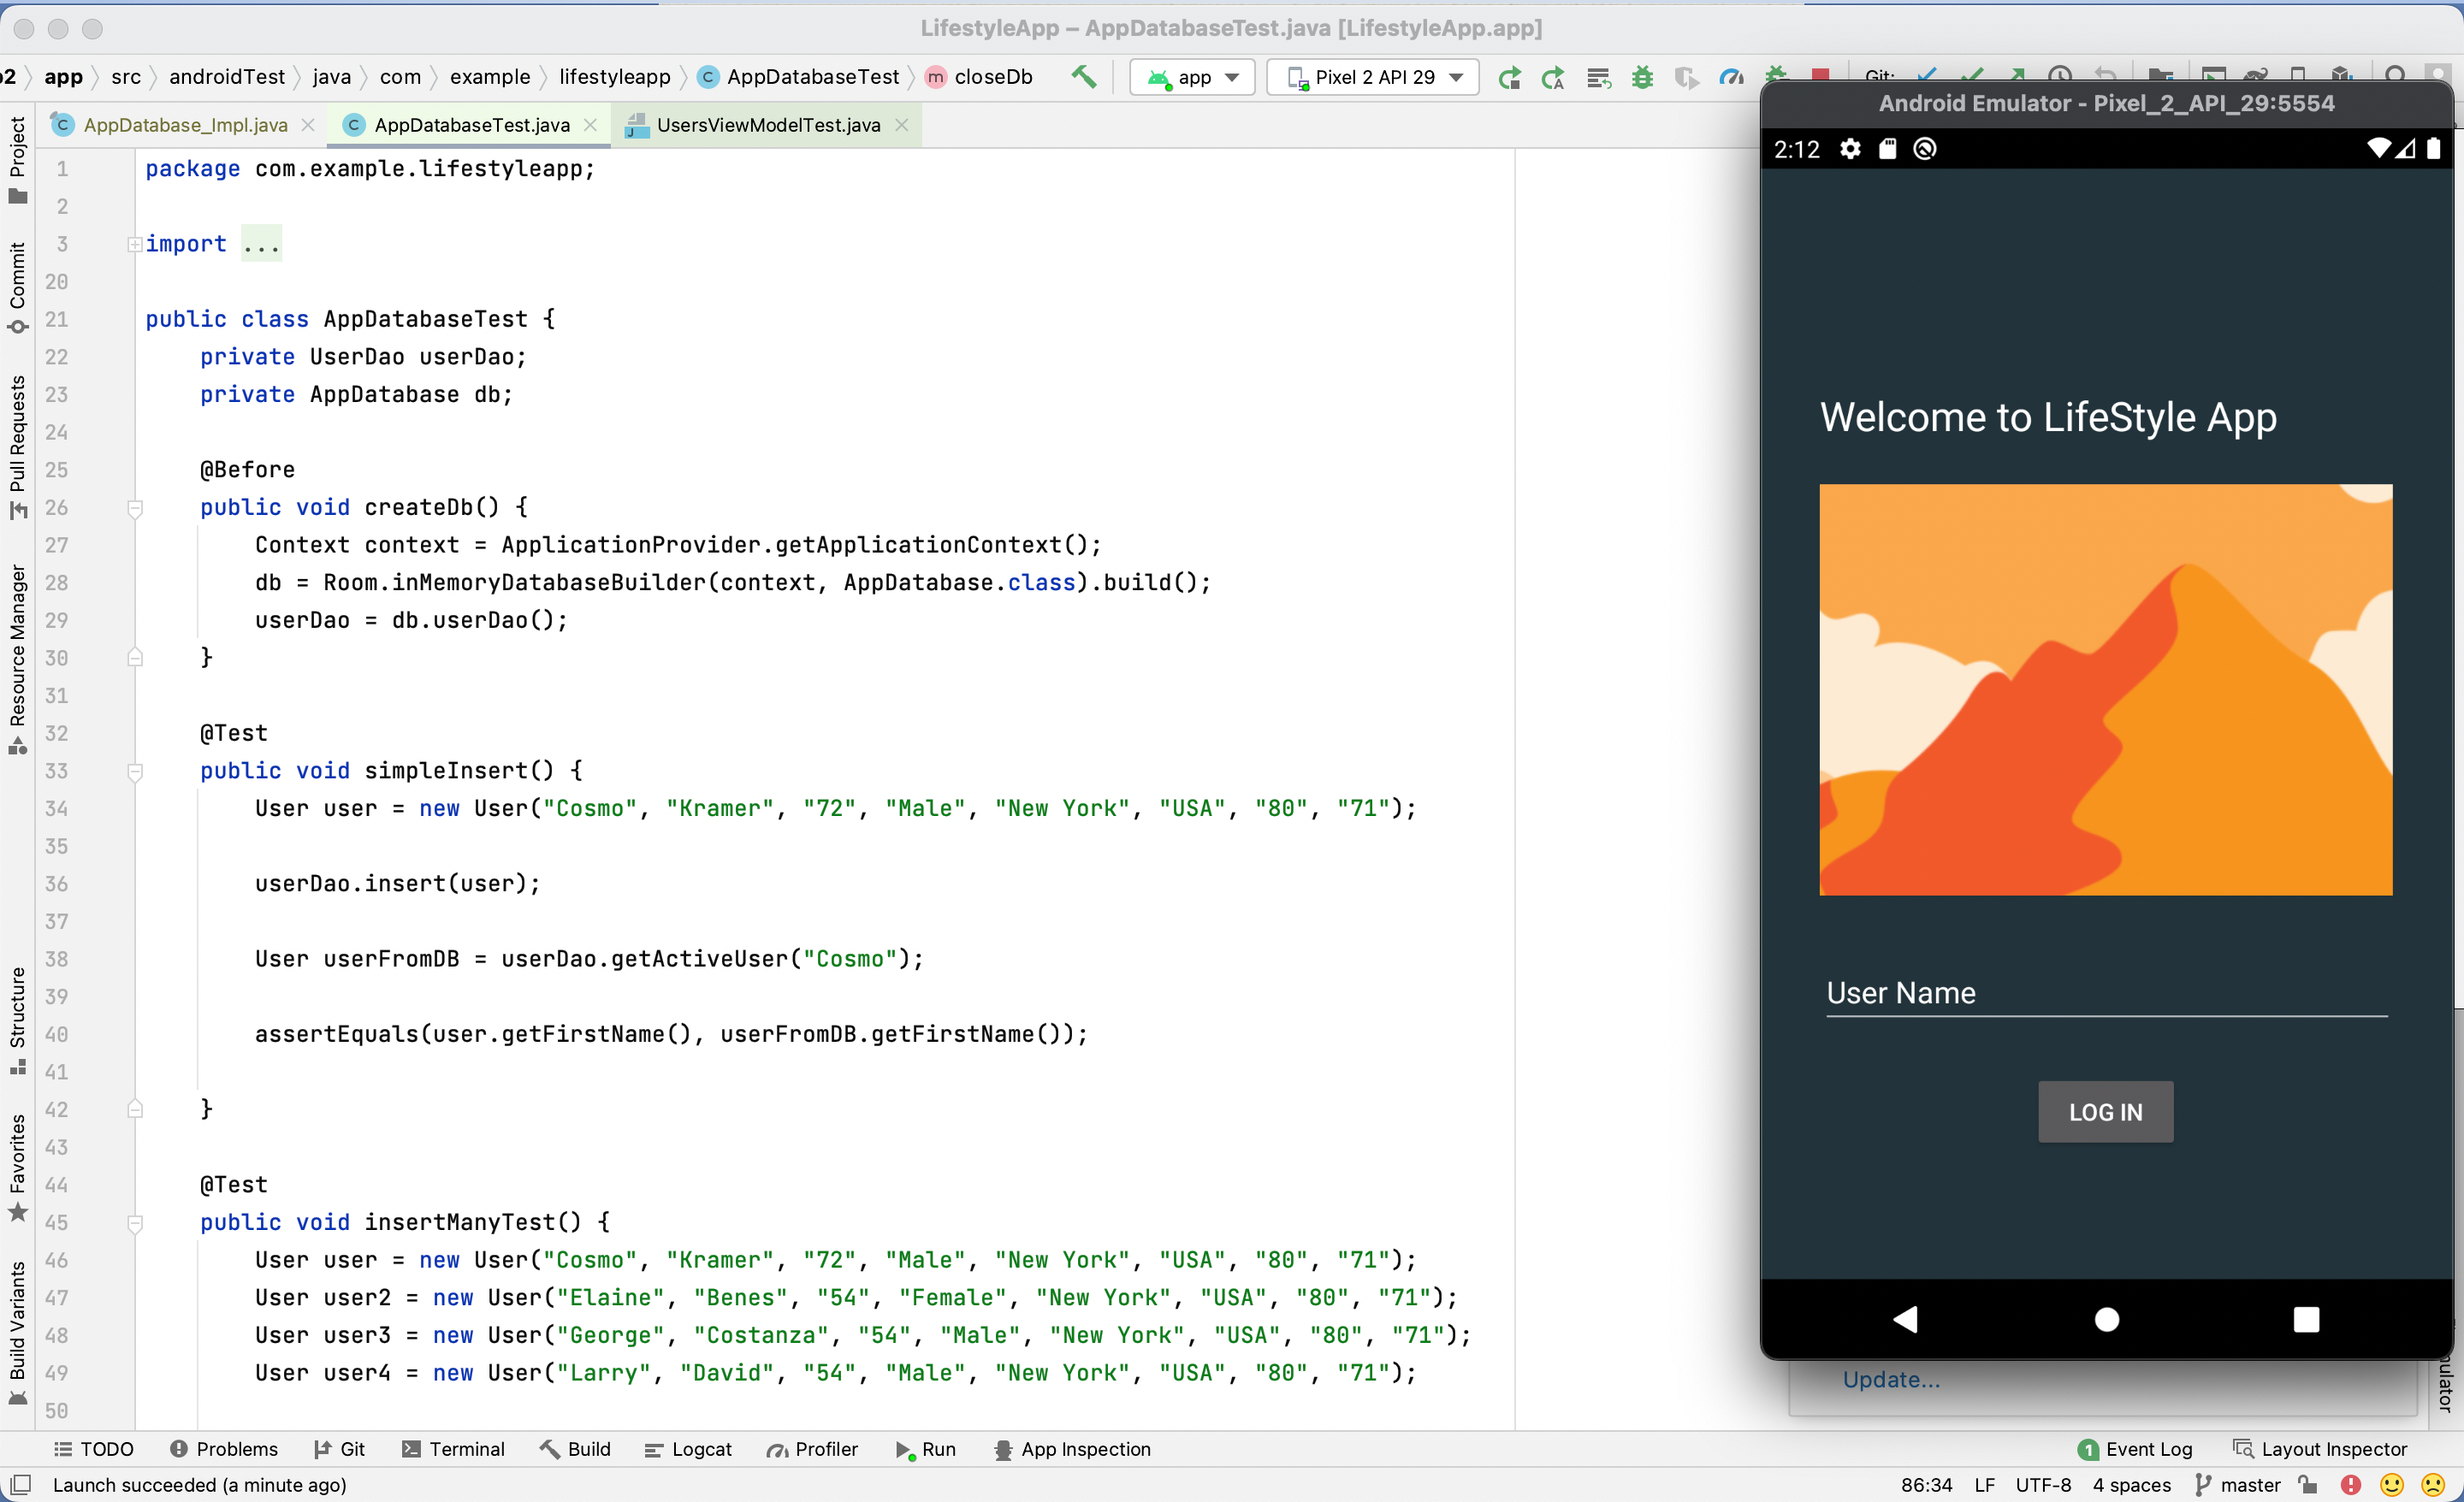 LifestyleApp – AppDatabaseTest.java [LifestyleApp.app]
app src androidTest java com example lifestyleapp C AppDatabaseTest m closeDb app Pixel 2 API 29 Git:
C AppDatabase_Impl.java C AppDatabaseTest.java UsersViewModelTest.java
Project
Commit
Pull Requests
Resource Manager
Structure
Favorites
Build Variants
1 package com.example.lifestyleapp;
2
3 import ...
20
21 public class AppDatabaseTest {
22 private UserDao userDao;
23 private AppDatabase db;
24
25 @Before
26 public void createDb() {
27 Context context = ApplicationProvider.getApplicationContext();
28 db = Room.inMemoryDatabaseBuilder(context, AppDatabase.class).build();
29 userDao = db.userDao();
30 }
31
32 @Test
33 public void simpleInsert() {
34 User user = new User("Cosmo", "Kramer", "72", "Male", "New York", "USA", "80", "71");
35
36 userDao.insert(user);
37
38 User userFromDB = userDao.getActiveUser("Cosmo");
39
40 assertEquals(user.getFirstName(), userFromDB.getFirstName());
41
42 }
43
44 @Test
45 public void insertManyTest() {
46 User user = new User("Cosmo", "Kramer", "72", "Male", "New York", "USA", "80", "71");
47 User user2 = new User("Elaine", "Benes", "54", "Female", "New York", "USA", "80", "71");
48 User user3 = new User("George", "Costanza", "54", "Male", "New York", "USA", "80", "71");
49 User user4 = new User("Larry", "David", "54", "Male", "New York", "USA", "80", "71");
50
Android Emulator - Pixel_2_API_29:5554
2:12
Welcome to LifeStyle App
User Name
LOG IN
Update...
TODO Problems Git Terminal Build Logcat Profiler Run App Inspection 1 Event Log Layout Inspector
Launch succeeded (a minute ago) 86:34 LF UTF-8 4 spaces master